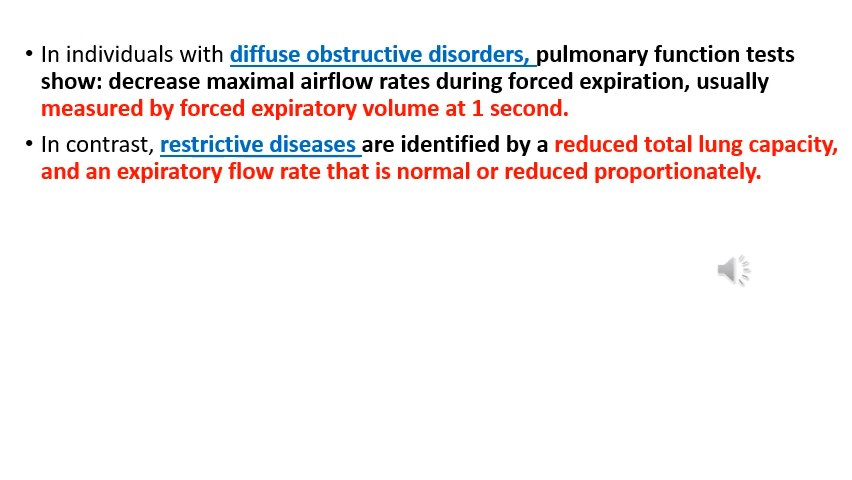 • In individuals with diffuse obstructive disorders, pulmonary function tests
show: decrease maximal airflow rates during forced expiration, usually
measured by forced expiratory volume at 1 second.
• In contrast, restrictive diseases are identified by a reduced total lung capacity,
and an expiratory flow rate that is normal or reduced proportionately.